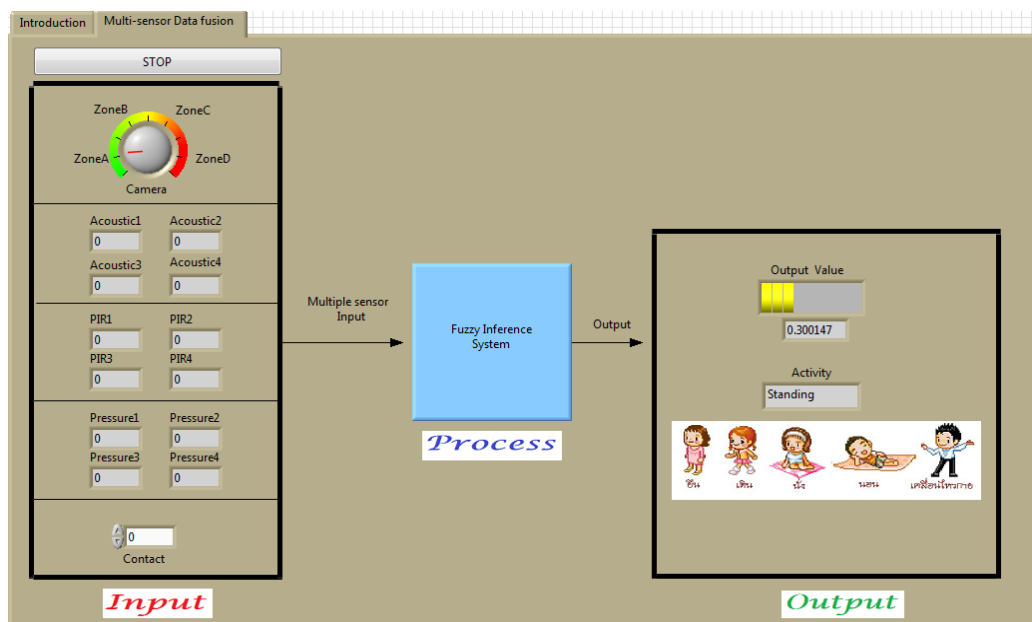 Introduction
Multi-sensor Data fusion
STOP
ZoneB ZoneC
ZoneA ZoneD
Camera
Acoustic1 Acoustic2
0 0
Acoustic3 Acoustic4
0 0
PIR1 PIR2
0 0
PIR3 PIR4
0 0
Pressure1 Pressure2
0 0
Pressure3 Pressure4
0 0
0
Contact
Input
Multiple sensor
Input
Fuzzy Inference
System
Process
Output
Output Value
0.300147
Activity
Standing
ยืน เดิน นั่ง นอน เคลื่อนไหวกาย
Output